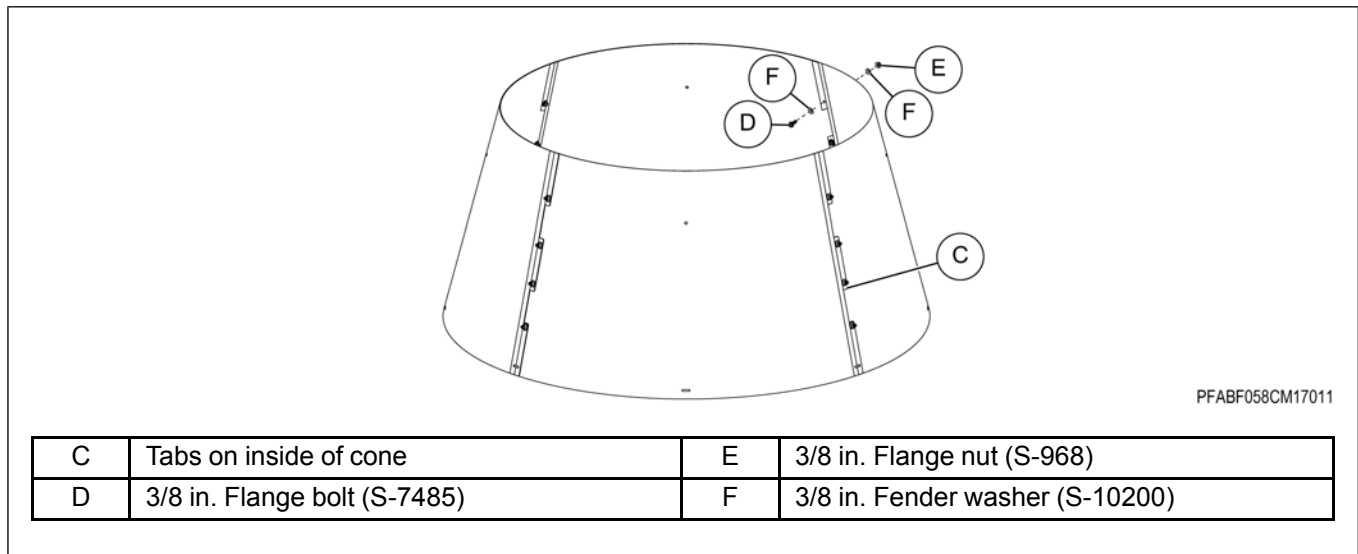 F
E
F
D
C
PFABF058CM17011
C Tabs on inside of cone E 3/8 in. Flange nut (S-968)
D 3/8 in. Flange bolt (S-7485) F 3/8 in. Fender washer (S-10200)